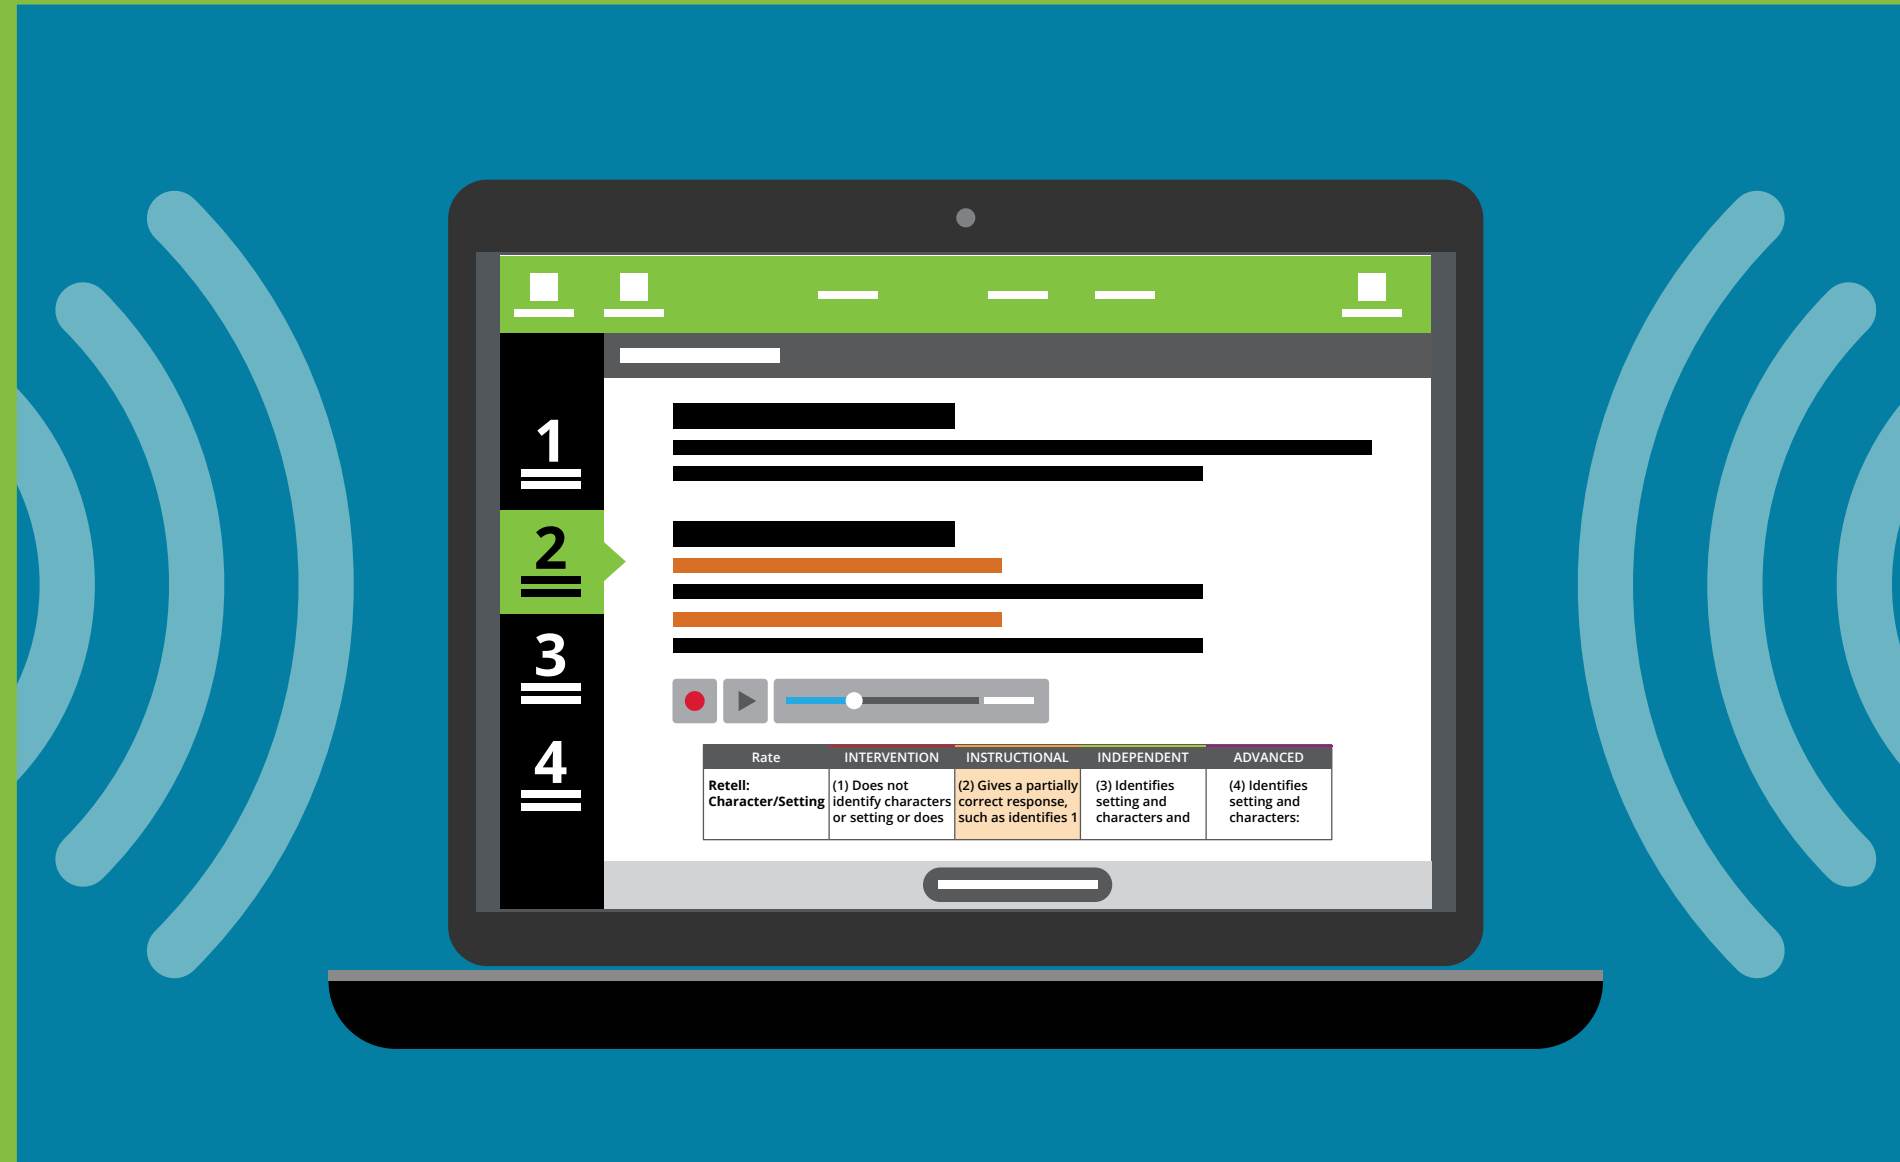 1
2
3
4
Rate INTERVENTION INSTRUCTIONAL INDEPENDENT ADVANCED
Retell:
Character/Setting
(1) Does not
identify characters
or setting or does
(2) Gives a partially
correct response,
such as identifies 1
(3) Identifies
setting and
characters and
(4) Identifies
setting and
characters: